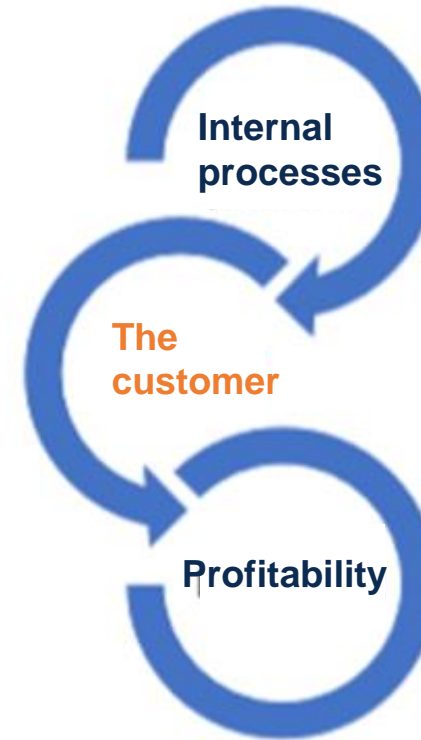 Internal
processes
The
customer
Profitability